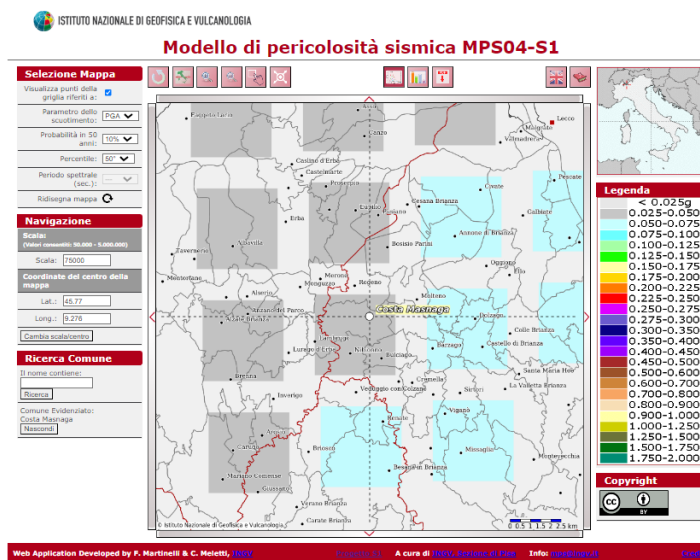 ISTITUTO NAZIONALE DI GEOFISICA E VULCANOLOGIA
Modello di pericolosità sismica MPS04-S1
Selezione Mappa
Visualizza punti della griglia riferiti a:
Parametro dello scuotimento: PGA
Probabilità in 50 anni: 10%
Percentile: 50°
Periodo spettrale (sec.): ---
Ridisegna mappa
Navigazione
Scala:
(Valori consentiti: 50.000 - 5.000.000)
Scala: 75000
Coordinate del centro della mappa
Lat.: 45.77
Long.: 9.278
Cambia scala/centro
Ricerca Comune
Il nome contiene:
Ricerca
Comune Evidenziato:
Costa Masnaga
Nascondi
Canzo
Lecco
Malgrate
Valmadrera
Caslino d'Erba
Castelmarte
Proserpio
Erba
Eupilio
Pusiano
Cesana Brianza
Civate
Pescate
Galbiate
Annone di Brianza
Bosisio Parini
Albavilla
Tavernerio
Oggiono
Ello
Montorfano
Merone
Monguzzo
Rogeno
Molteno
Alserio
Anzano del Parco
Alzate Brianza
Costa Masnaga
Dolzago
Colle Brianza
Lambrugo
Lurago d'Erba
Nibionno
Bulciago
Barzago
Castello di Brianza
Santa Maria Hoè
Brenna
Cremella
Veduggio con Colzano
Sirtori
La Valletta Brianza
Inverigo
Renate
Viganò
Arosio
Carugo
Briosco
Missaglia
Montevecchia
Mariano Comense
Besana in Brianza
Giussano
Verano Brianza
Carate Brianza
© Istituto Nazionale di Geofisica e Vulcanologia
0 0.5 1 1.5 2 2.5 km
Legenda
< 0.025g
0.025-0.050
0.050-0.075
0.075-0.100
0.100-0.125
0.125-0.150
0.150-0.175
0.175-0.200
0.200-0.225
0.225-0.250
0.250-0.275
0.275-0.300
0.300-0.350
0.350-0.400
0.400-0.450
0.450-0.500
0.500-0.600
0.600-0.700
0.700-0.800
0.800-0.900
0.900-1.000
1.000-1.250
1.250-1.500
1.500-1.750
1.750-2.000
Copyright
cc
BY
Web Application Developed by F. Martinelli & C. Meletti, INGV
A cura di
Info: